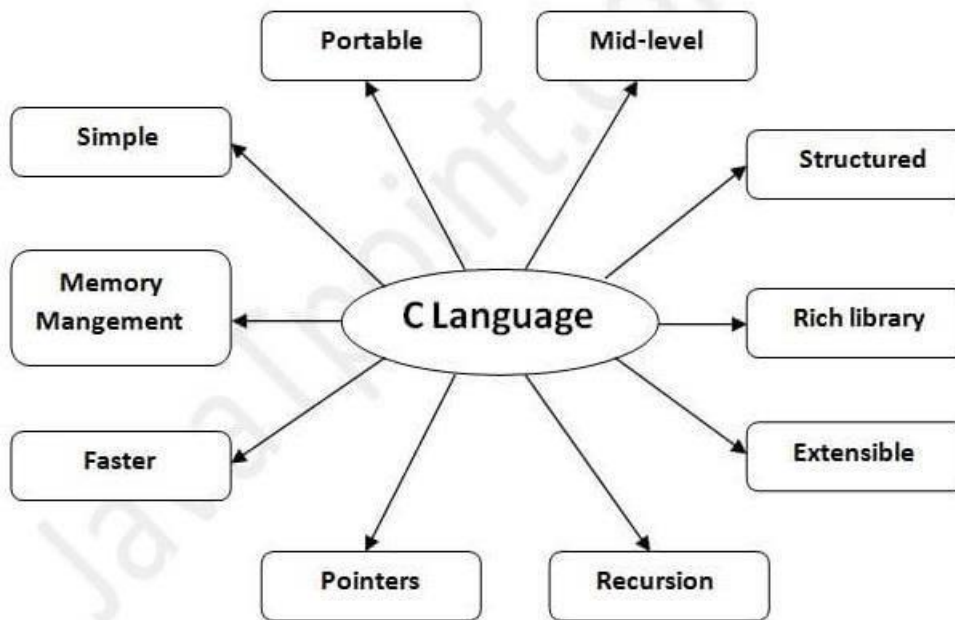 Portable
Mid-level
Simple
Structured
Memory
Mangement
C Language
Rich library
Faster
Extensible
Pointers
Recursion